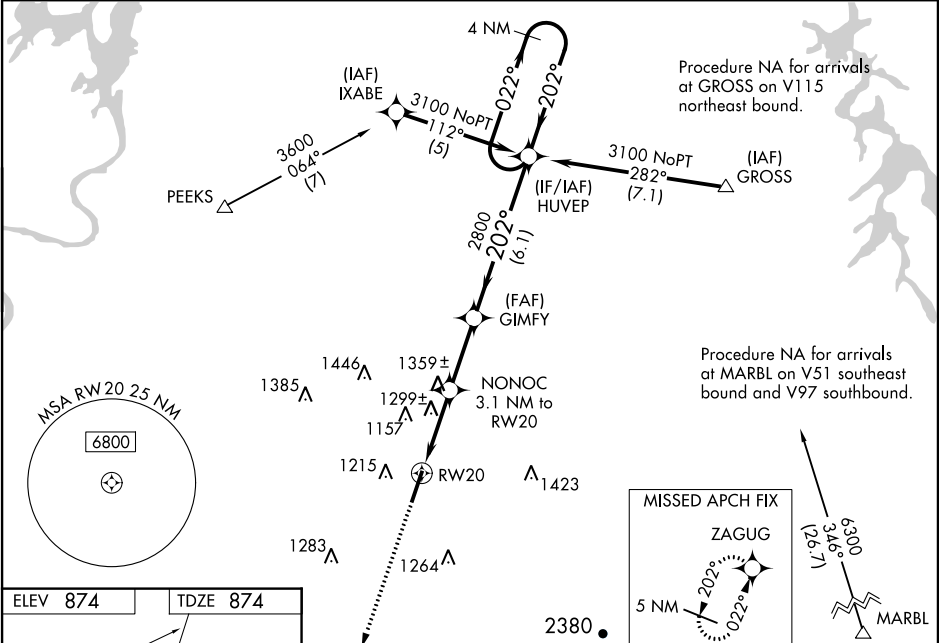 4 NM
022°
202°
Procedure NA for arrivals
at GROSS on V115
northeast bound.
(IAF)
IXABE
3100 NoPT
112°
(5)
3600
064°
(7)
PEEKS
3100 NoPT
282°
(7.1)
(IAF)
GROSS
(IF/IAF)
HUVEP
2800
202°
(6.1)
(FAF)
GIMFY
Procedure NA for arrivals
at MARBL on V51 southeast
bound and V97 southbound.
1446
1359±
1385
1299±
1157
NONOC
3.1 NM to
RW20
MSA RW20 25 NM
6800
1215
RW20
1423
MISSED APCH FIX
ZAGUG
202°
022°
5 NM
6300
346°
(26.7)
MARBL
1283
1264
2380
ELEV 874
TDZE 874